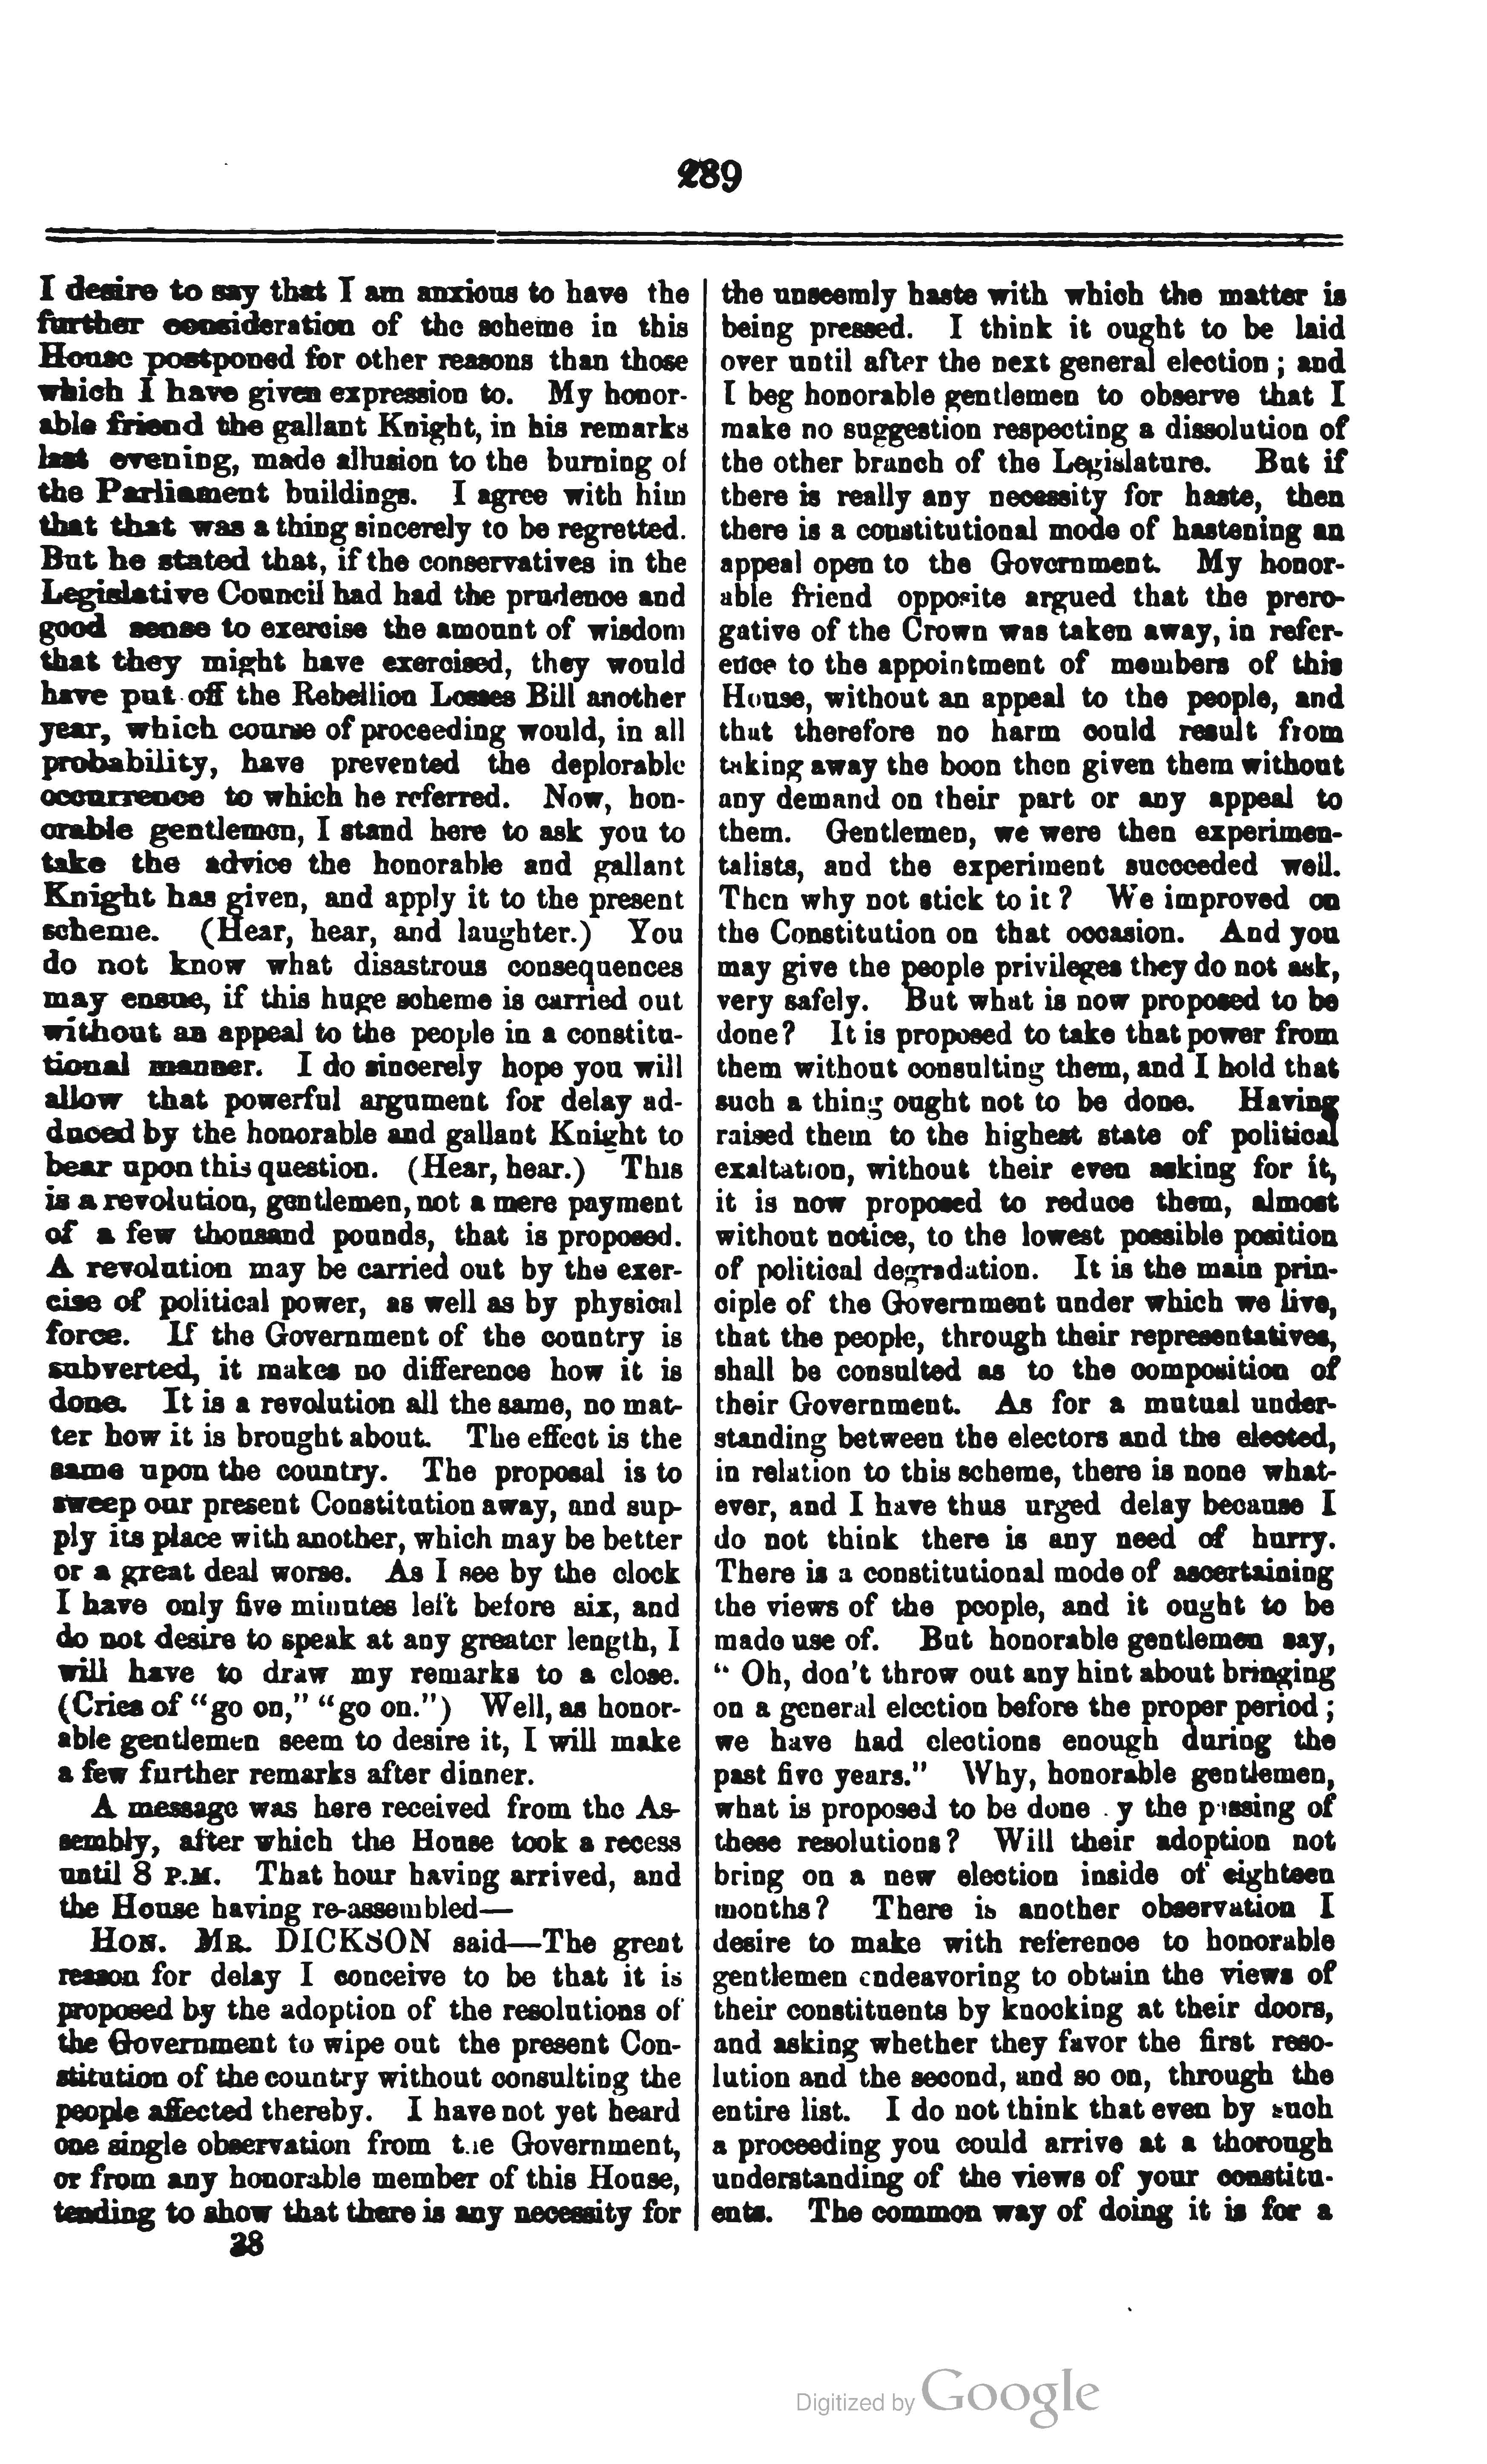 289
I desire to say that I am anxious to have the
further consideration of the scheme in this
House postponed for other reasons than those
which I have given expression to. My honor-
able friend the gallant Knight, in his remarks
last evening, made allusion to the burning of
the Parliament buildings. I agree with him
that that was a thing sincerely to be regretted.
But he stated that, if the conservatives in the
Legislative Council had had the prudence and
good sense to exercise the amount of wisdom
that they might have exercised, they would
have put off the Rebellion Losses Bill another
year, which course of proceeding would, in all
probability, have prevented the deplorable
occurrence to which he referred. Now, hon-
orable gentlemen, I stand here to ask you to
take the advice the honorable and gallant
Knight has given, and apply it to the present
scheme. (Hear, hear, and laughter.) You
do not know what disastrous consequences
may ensue, if this huge scheme is carried out
without an appeal to the people in a constitu-
tional manner. I do sincerely hope you will
allow that powerful argument for delay ad-
duced by the honorable and gallant Knight to
bear upon this question. (Hear, hear.) This
is a revolution, gentlemen, not a mere payment
of a few thousand pounds, that is proposed.
A revolution may be carried out by the exer-
cise of political power, as well as by physical
force. If the Government of the country is
subverted, it makes no difference how it is
done. It is a revolution all the same, no mat-
ter how it is brought about. The effect is the
same upon the country. The proposal is to
sweep our present Constitution away, and sup-
ply its place with another, which may be better
or a great deal worse. As I see by the clock
I have only five minutes left before six, and
do not desire to speak at any greater length, I
will have to draw my remarks to a close.
(Cries of "go on," "go on.") Well, as honor-
able gentlemen seem to desire it, I will make
a few further remarks after dinner.
A message was here received from the As-
sembly, after which the House took a recess
until 8 P.M. That hour having arrived, and
the House having re-assembled—
HON. MR. DICKSON said—The great
reason for delay I conceive to be that it is
proposed by the adoption of the resolutions of
the Government to wipe out the present Con-
stitution of the country without consulting the
people affected thereby. I have not yet heard
one single observation from the Government,
or from any honorable member of this House,
tending to show that there is any necessity for
38
the unseemly haste with which the matter is
being pressed. I think it ought to be laid
over until after the next general election; and
I beg honorable gentlemen to observe that I
make no suggestion respecting a dissolution of
the other branch of the Legislature. But if
there is really any necessity for haste, then
there is a constitutional mode of hastening an
appeal open to the Government. My honor-
able friend opposite argued that the prero-
gative of the Crown was taken away, in refer-
ence to the appointment of members of this
House, without an appeal to the people, and
that therefore no harm could result from
taking away the boon then given them without
any demand on their part or any appeal to
them. Gentlemen, we were then experimen-
talists, and the experiment succeeded well.
Then why not stick to it? We improved on
the Constitution on that occasion. And you
may give the people privileges they do not ask,
very safely. But what is now proposed to be
done? It is proposed to take that power from
them without consulting them, and I hold that
such a thing ought not to be done. Having
raised them to the highest state of political
exaltation, without their even asking for it,
it is now proposed to reduce them, almost
without notice, to the lowest possible position
of political degradation. It is the main prin-
ciple of the Government under which we live,
that the people, through their representatives,
shall be consulted as to the composition of
their Government. As for a mutual under-
standing between the electors and the elected,
in relation to this scheme, there is none what-
ever, and I have thus urged delay because I
do not think there is any need of hurry.
There is a constitutional mode of ascertaining
the views of the people, and it ought to be
made use of. But honorable gentlemen say,
" Oh, don't throw out any hint about bringing
on a general election before the proper period;
we have had elections enough during the
past five years." Why, honorable gentlemen,
what is proposed to be done y the passing of
these resolutions? Will their adoption not
bring on a new election inside of eighteen
months? There is another observation I
desire to make with reference to honorable
gentlemen endeavoring to obtain the views of
their constituents by knocking at their doors,
and asking whether they favor the first reso-
lution and the second, and so on, through the
entire list. I do not think that even by such
a proceeding you could arrive at a thorough
understanding of the views of your constitu-
ents. The common way of doing it is for a
Digitized by Google